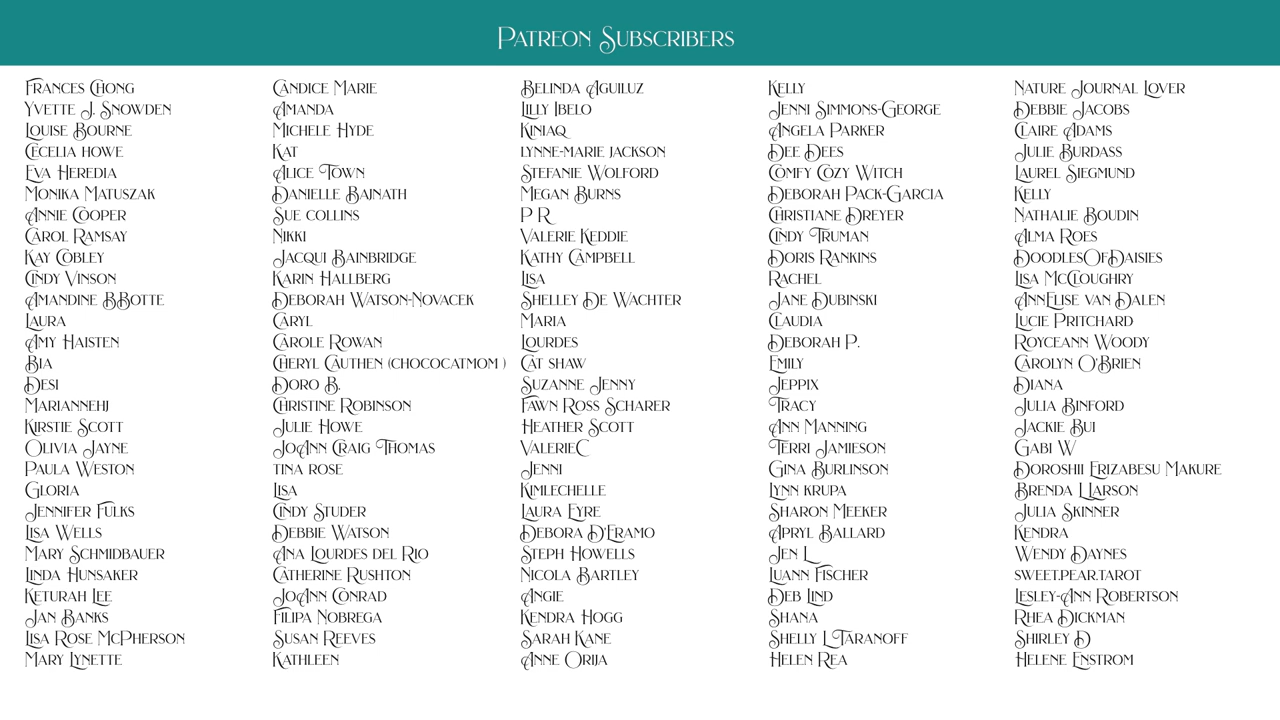 Patreon Subscribers
Frances Chong
Yvette J. Snowden
Louise Bourne
Cecelia howe
Eva Heredia
Monika Matuszak
Annie Cooper
Carol Ramsay
Kay Cobley
Cindy Vinson
Amandine BBotte
Laura
Amy Haisten
Bia
Desi
Mariannehj
Kirstie Scott
Olivia Jayne
Paula Weston
Gloria
Jennifer Fulks
Lisa Wells
Mary Schmidbauer
Linda Hunsaker
Keturah Lee
Jan Banks
Lisa Rose McPherson
Mary Lynette
Candice Marie
Amanda
Michele Hyde
Kat
Alice Town
Danielle Bainath
Sue collins
Nikki
Jacqui Bainbridge
Karin Hallberg
Deborah Watson-Novacek
Caryl
Carole Rowan
Cheryl Cauthen (chococatmom )
Doro B.
Christine Robinson
Julie Howe
JoAnn Craig Thomas
tina rose
Lisa
Cindy Studer
Debbie Watson
Ana Lourdes del Rio
Catherine Rushton
JoAnn Conrad
Filipa Nobrega
Susan Reeves
Kathleen
Belinda Aguiluz
Lilly Ibelo
Kiniaq
lynne-marie jackson
Stefanie Wolford
Megan Burns
P R
Valerie Keddie
Kathy Campbell
Lisa
Shelley De Wachter
Maria
Lourdes
Cat shaw
Suzanne Jenny
Fawn Ross Scharer
Heather Scott
ValerieC
Jenni
Kimlechelle
Laura Eyre
Debora D'Eramo
Steph Howells
Nicola Bartley
Angie
Kendra Hogg
Sarah Kane
Anne Orija
Kelly
Jenni Simmons-George
Angela Parker
Dee Dees
Comfy Cozy Witch
Deborah Pack-Garcia
Christiane Dreyer
Cindy Truman
Doris Rankins
Rachel
Jane Dubinski
Claudia
Deborah P.
Emily
Jeppix
Tracy
Ann Manning
Terri Jamieson
Gina Burlinson
Lynn krupa
Sharon Meeker
Apryl Ballard
Jen L
Luann Fischer
Deb Lind
Shana
Shelly L Taranoff
Helen Rea
Nature Journal Lover
Debbie Jacobs
Claire Adams
Julie Burdass
Laurel Siegmund
Kelly
Nathalie Boudin
Alma Roes
DoodlesOfDaisies
Lisa McCloughry
AnnElise van Dalen
Lucie Pritchard
Royceann Woody
Carolyn O'Brien
Diana
Julia Binford
Jackie Bui
Gabi W
Doroshii Erizabesu Makure
Brenda L Larson
Julia Skinner
Kendra
Wendy Daynes
sweet.pear.tarot
Lesley-Ann Robertson
Rhea Dickman
Shirley D
Helene Enstrom